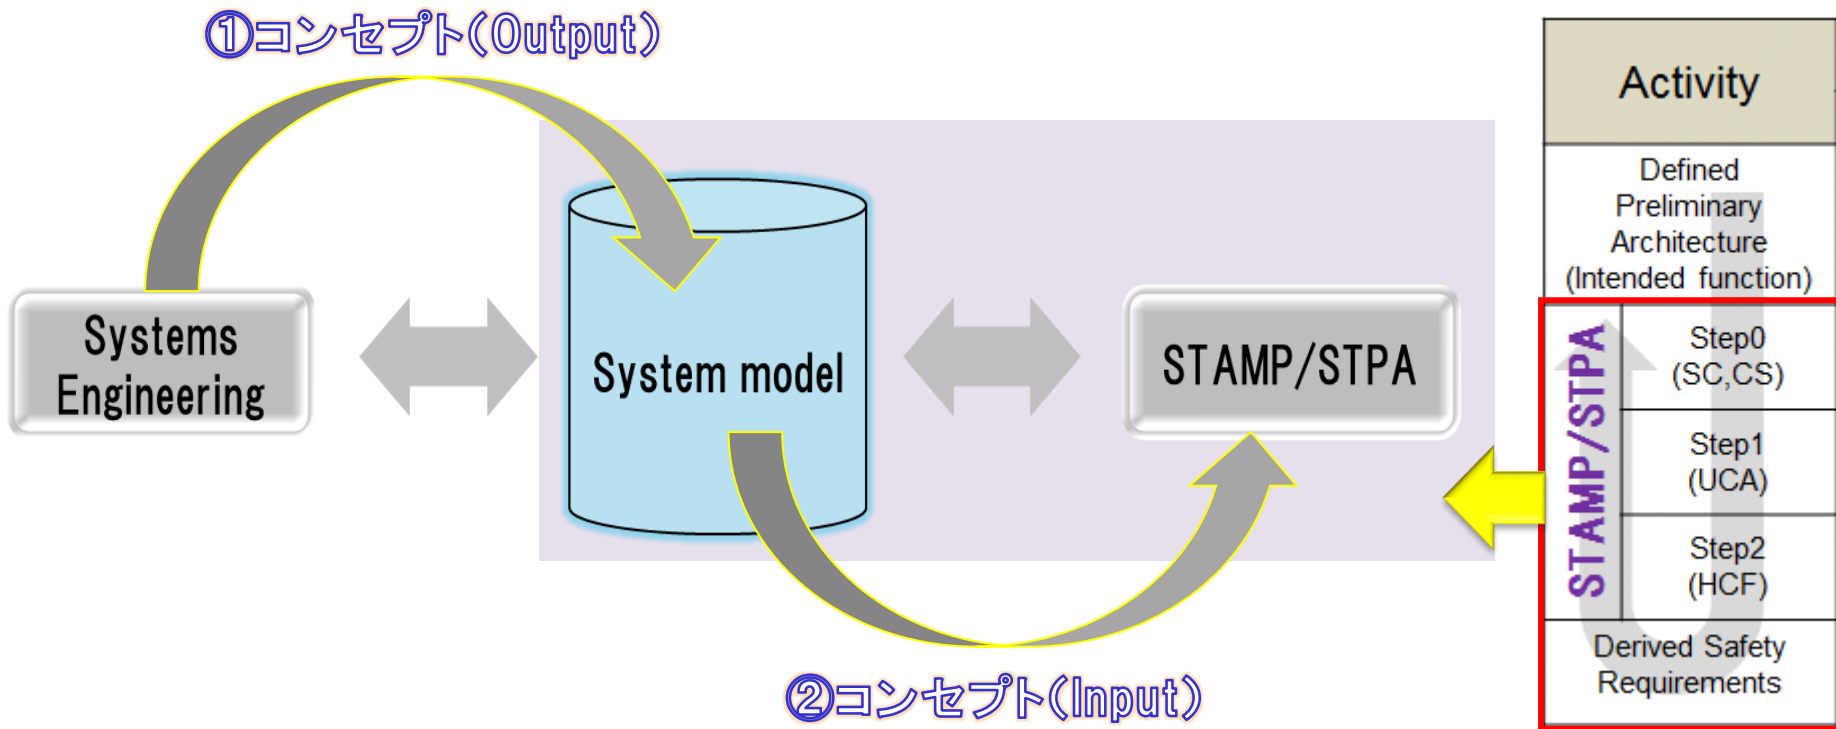 ①コンセプト(Output)
Systems
Engineering
System model
STAMP/STPA
②コンセプト(Input)
Activity
Defined
Preliminary
Architecture
(Intended function)
STAMP/STPA
Step0
(SC,CS)
Step1
(UCA)
Step2
(HCF)
Derived Safety
Requirements